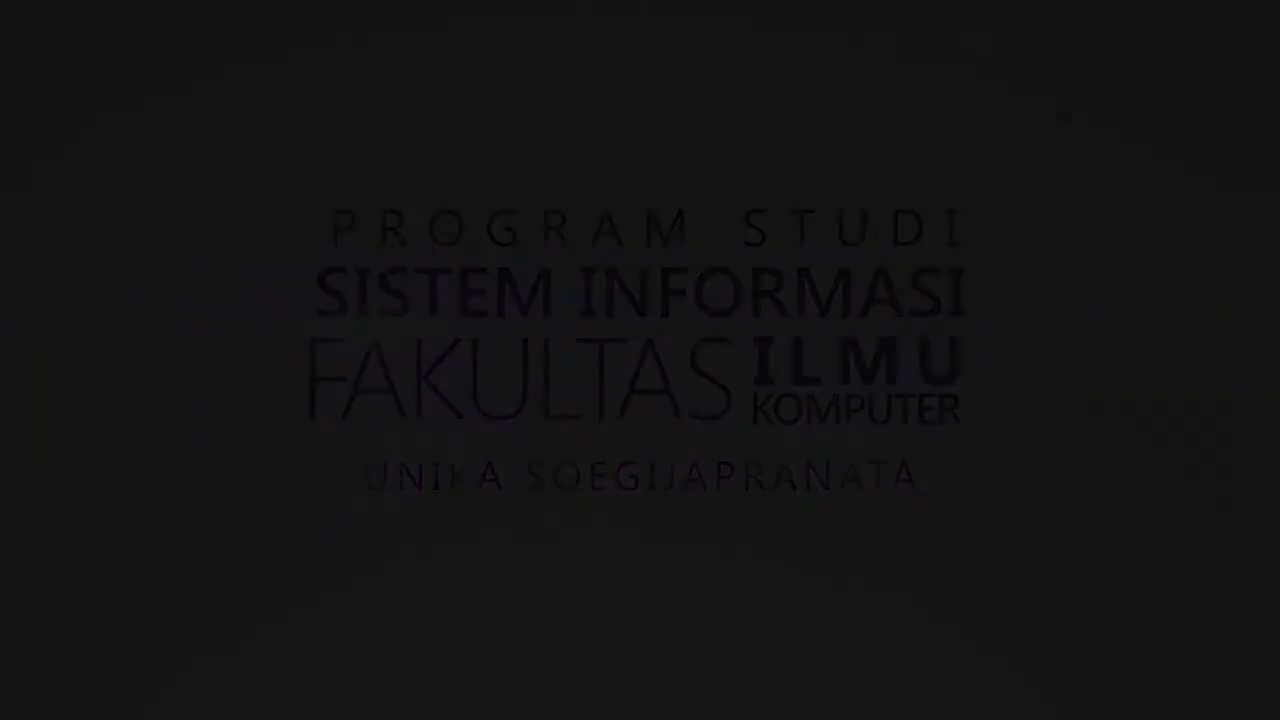 PROGRAM STUDI
SISTEM INFORMASI
FAKULTAS ILMU
KOMPUTER
UNIKA SOEGIJAPRANATA